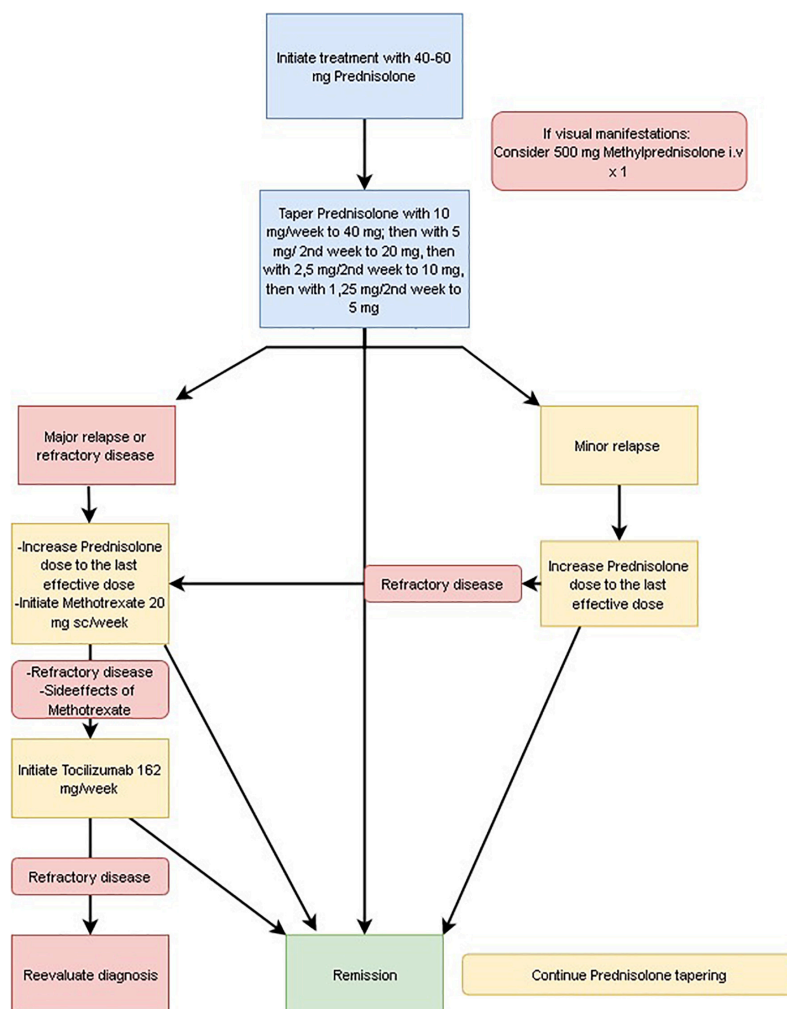 Initiate treatment with 40-60
mg Prednisolone
If visual manifestations:
Consider 500 mg Methylprednisolone i.v
x 1
Taper Prednisolone with 10
mg/week to 40 mg; then with 5
mg/ 2nd week to 20 mg, then
with 2,5 mg/2nd week to 10 mg,
then with 1,25 mg/2nd week to
5 mg
Major relapse or
refractory disease
Minor relapse
-Increase Prednisolone
dose to the last
effective dose
-Initiate Methotrexate 20
mg sc/week
Refractory disease
Increase Prednisolone
dose to the last
effective dose
-Refractory disease
-Sideeffects of
Methotrexate
Initiate Tocilizumab 162
mg/week
Refractory disease
Reevaluate diagnosis
Remission
Continue Prednisolone tapering